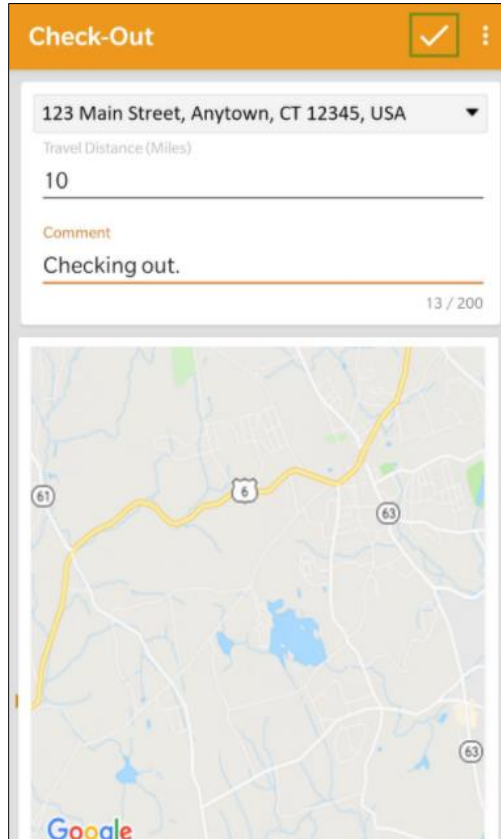 Check-Out
123 Main Street, Anytown, CT 12345, USA
Travel Distance (Miles)
10
Comment
Checking out.
13 / 200
61
6
63
63
Google